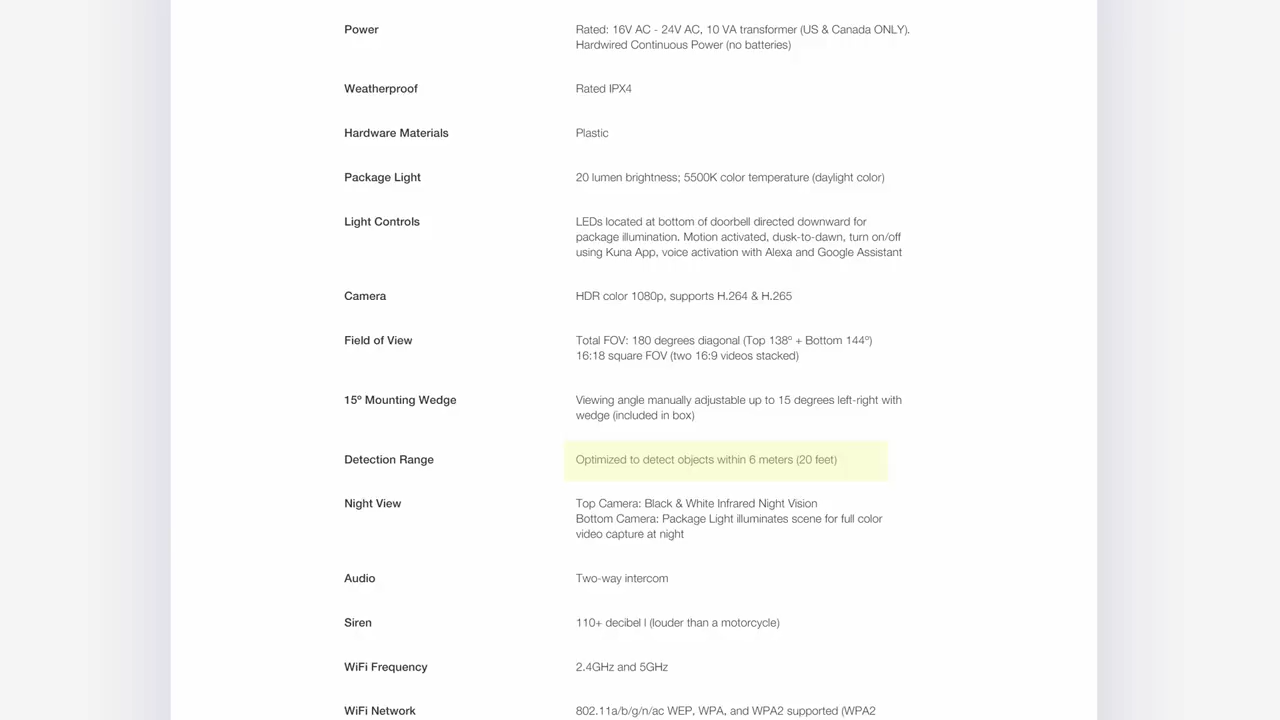 Power
Rated: 16V AC - 24V AC, 10 VA transformer (US & Canada ONLY).
Hardwired Continuous Power (no batteries)
Weatherproof
Rated IPX4
Hardware Materials
Plastic
Package Light
20 lumen brightness; 5500K color temperature (daylight color)
Light Controls
LEDs located at bottom of doorbell directed downward for
package illumination. Motion activated, dusk-to-dawn, turn on/off
using Kuna App, voice activation with Alexa and Google Assistant
Camera
HDR color 1080p, supports H.264 & H.265
Field of View
Total FOV: 180 degrees diagonal (Top 138º + Bottom 144º)
16:18 square FOV (two 16:9 videos stacked)
15º Mounting Wedge
Viewing angle manually adjustable up to 15 degrees left-right with
wedge (included in box)
Detection Range
Optimized to detect objects within 6 meters (20 feet)
Night View
Top Camera: Black & White Infrared Night Vision
Bottom Camera: Package Light illuminates scene for full color
video capture at night
Audio
Two-way intercom
Siren
110+ decibel l (louder than a motorcycle)
WiFi Frequency
2.4GHz and 5GHz
WiFi Network
802.11a/b/g/n/ac WEP, WPA, and WPA2 supported (WPA2